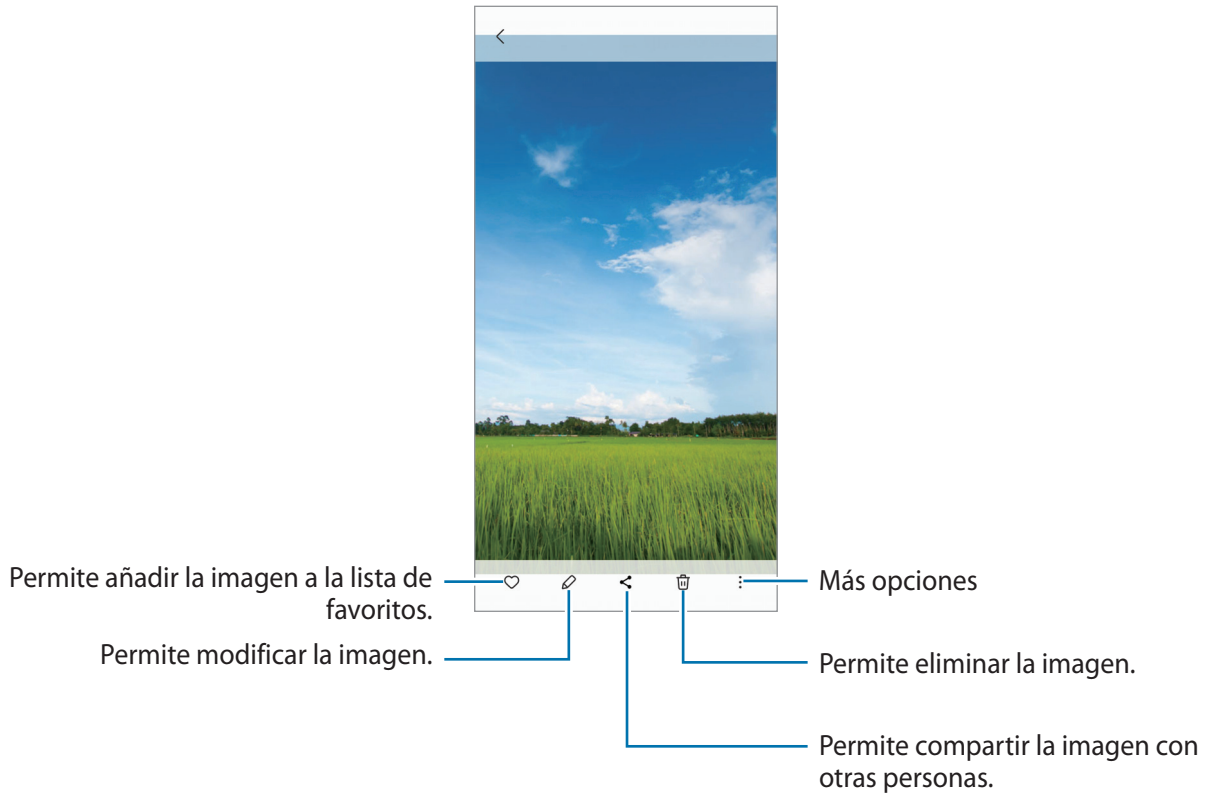 Permite añadir la imagen a la lista de
favoritos.
Permite modificar la imagen.
Más opciones
Permite eliminar la imagen.
Permite compartir la imagen con
otras personas.